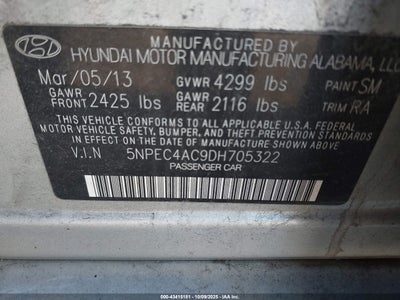 MANUFACTURED BY
HYUNDAI MOTOR MANUFACTURING ALABAMA, LLC
Mar/05/13 GVWR 4299 lbs PAINT SM
GAWR FRONT 2425 lbs GAWR REAR 2116 lbs TRIM RA
THIS VEHICLE CONFORMS TO ALL APPLICABLE U.S.A. FEDERAL
MOTOR VEHICLE SAFETY, BUMPER, AND THEFT PREVENTION STANDARDS
IN EFFECT ON THE DATE OF MANUFACTURE SHOWN ABOVE.
V.I.N 5NPEC4AC9DH705322
PASSENGER CAR
000-43415181 - 10/09/2025 - www.iaai.com